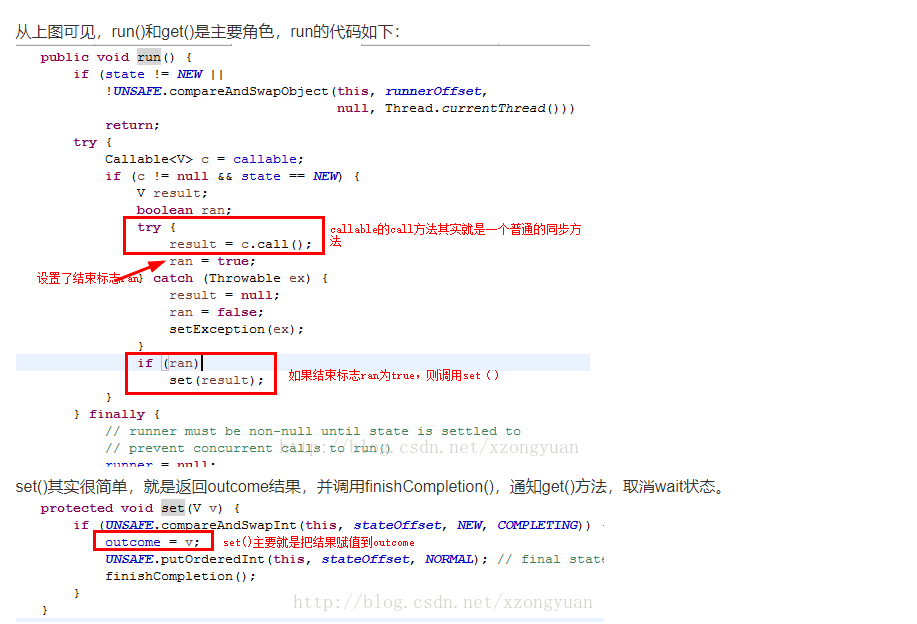 从上图可见，run()和get()是主要角色，run的代码如下：
public void run() {
if (state != NEW ||
!UNSAFE.compareAndSwapObject(this, runnerOffset,
null, Thread.currentThread()))
return;
try {
Callable<V> c = callable;
if (c != null && state == NEW) {
V result;
boolean ran;
try {
result = c.call();
callable的call方法其实就是一个普通的同步方
法
ran = true;
设置了结束标志ran
} catch (Throwable ex) {
result = null;
ran = false;
setException(ex);
}
if (ran)
set(result);
如果结束标志ran为true，则调用set（）
}
} finally {
// runner must be non-null until state is settled to
// prevent concurrent calls to run()
http://blog.csdn.net/xzongyuan
runner = null;
set()其实很简单，就是返回outcome结果，并调用finishCompletion()，通知get()方法，取消wait状态。
protected void set(V v) {
if (UNSAFE.compareAndSwapInt(this, stateOffset, NEW, COMPLETING))
outcome = v;
set()主要就是把结果赋值到outcome
UNSAFE.putOrderedInt(this, stateOffset, NORMAL); // final state
finishCompletion();
}
http://blog.csdn.net/xzongyuan
}